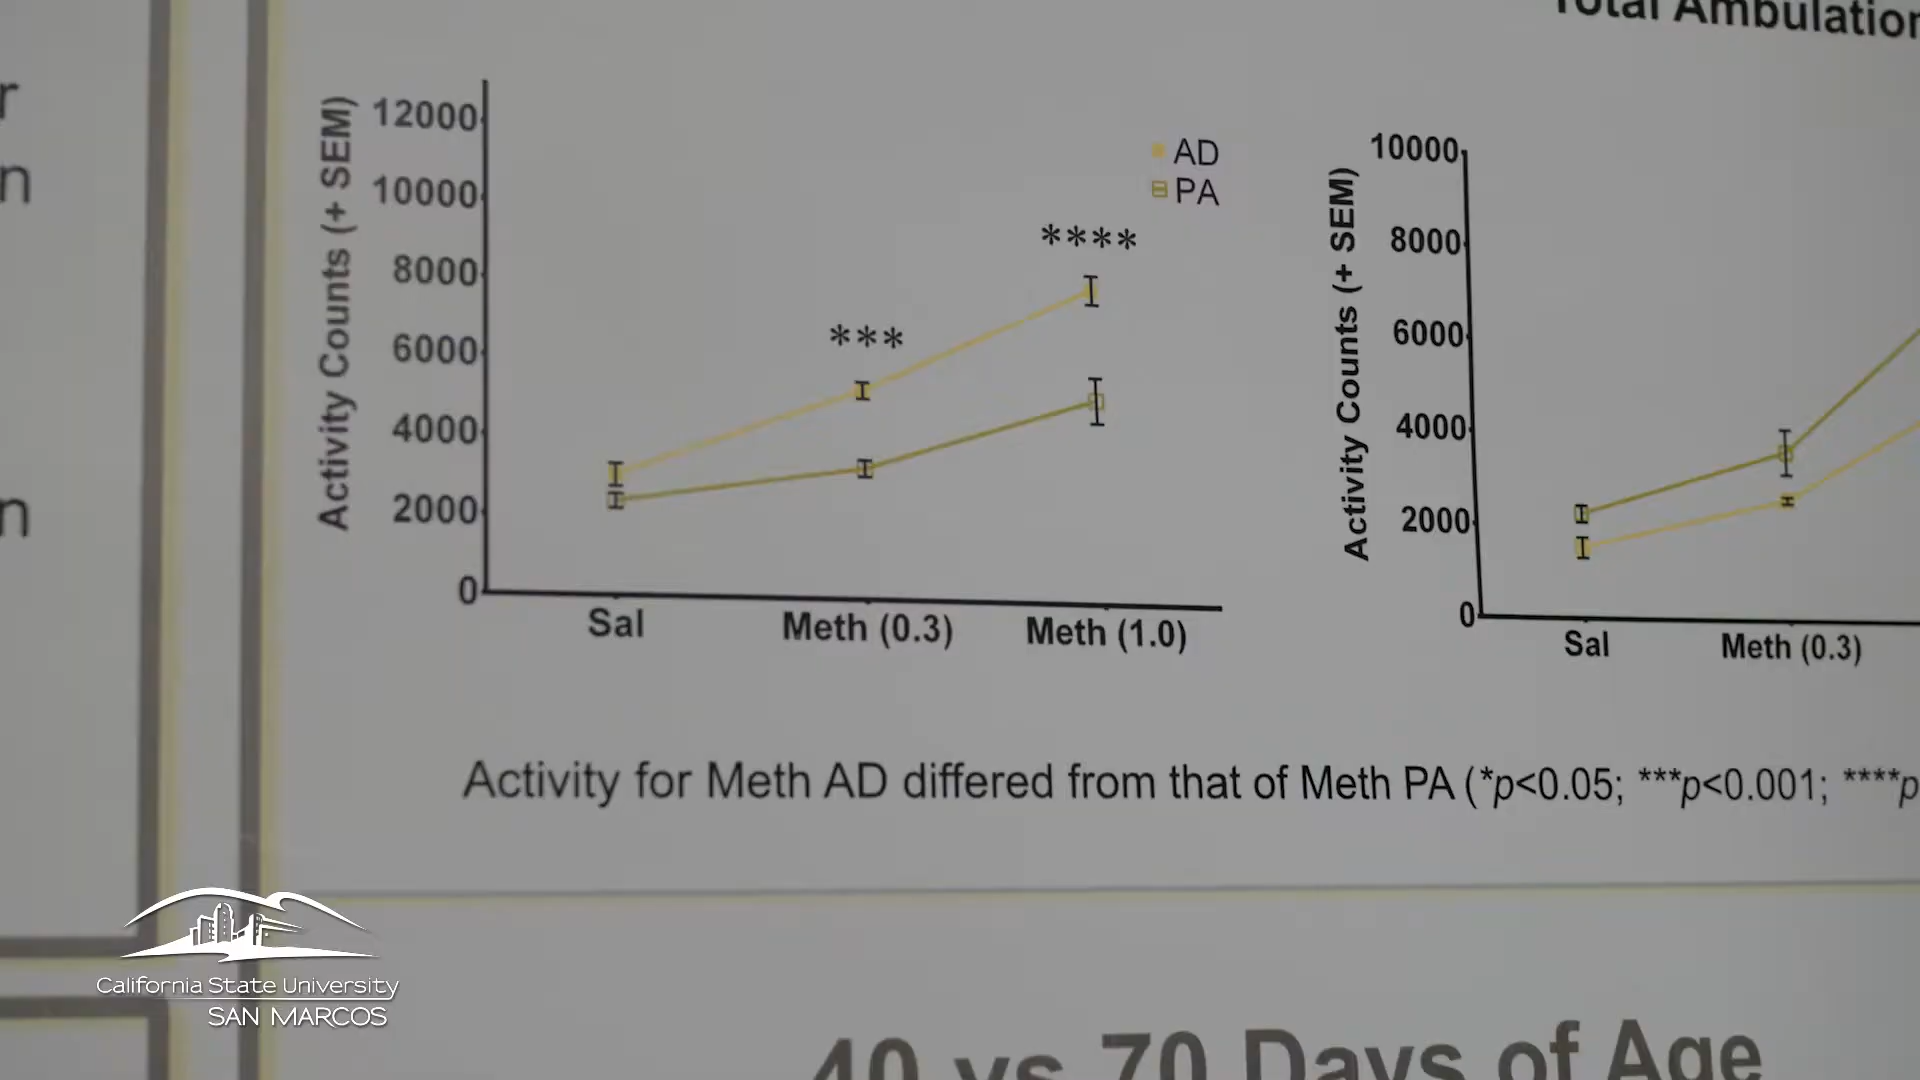 r
n
n
Total Ambulation
12000
10000
8000
6000
4000
2000
0
Activity Counts (+ SEM)
AD
PA
***
****
Sal Meth (0.3) Meth (1.0)
10000
8000
6000
4000
2000
0
Activity Counts (+ SEM)
Sal Meth (0.3)
Activity for Meth AD differed from that of Meth PA (*p<0.05; ***p<0.001; ****p
40 vs 70 Days of Age
California State University
SAN MARCOS